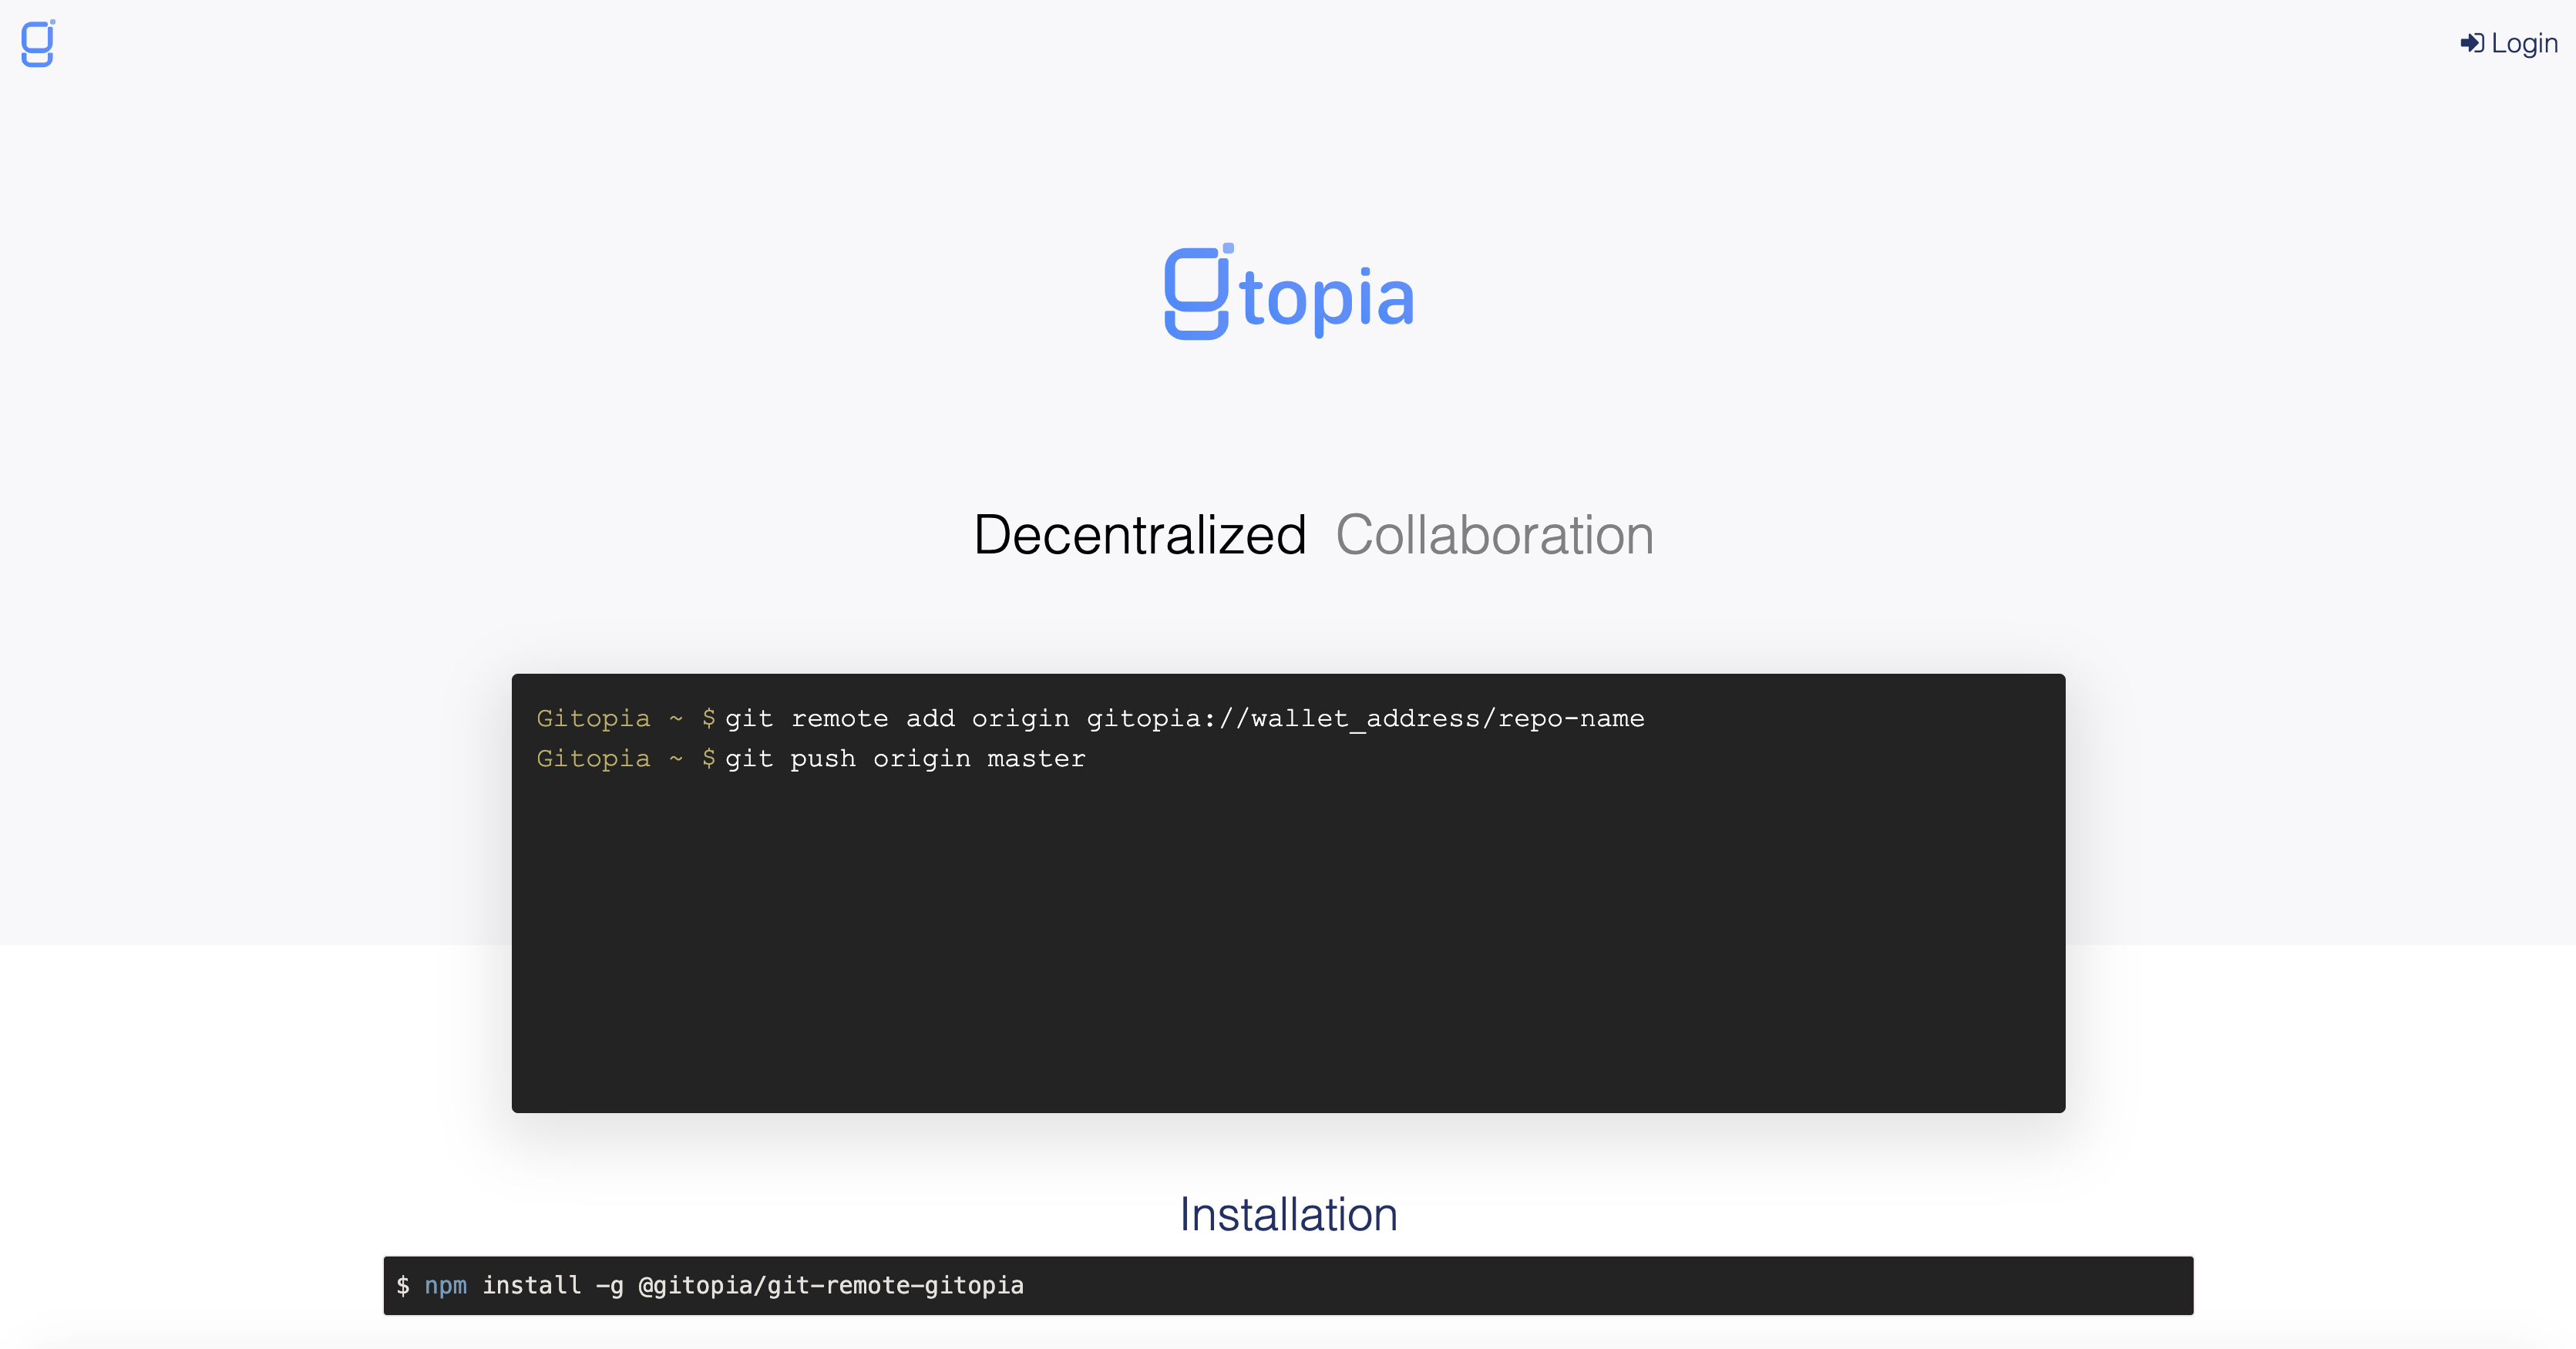 Login
gitopia
Decentralized Collaboration
Gitopia ~ $ git remote add origin gitopia://wallet_address/repo-name
Gitopia ~ $ git push origin master
Installation
$ npm install -g @gitopia/git-remote-gitopia